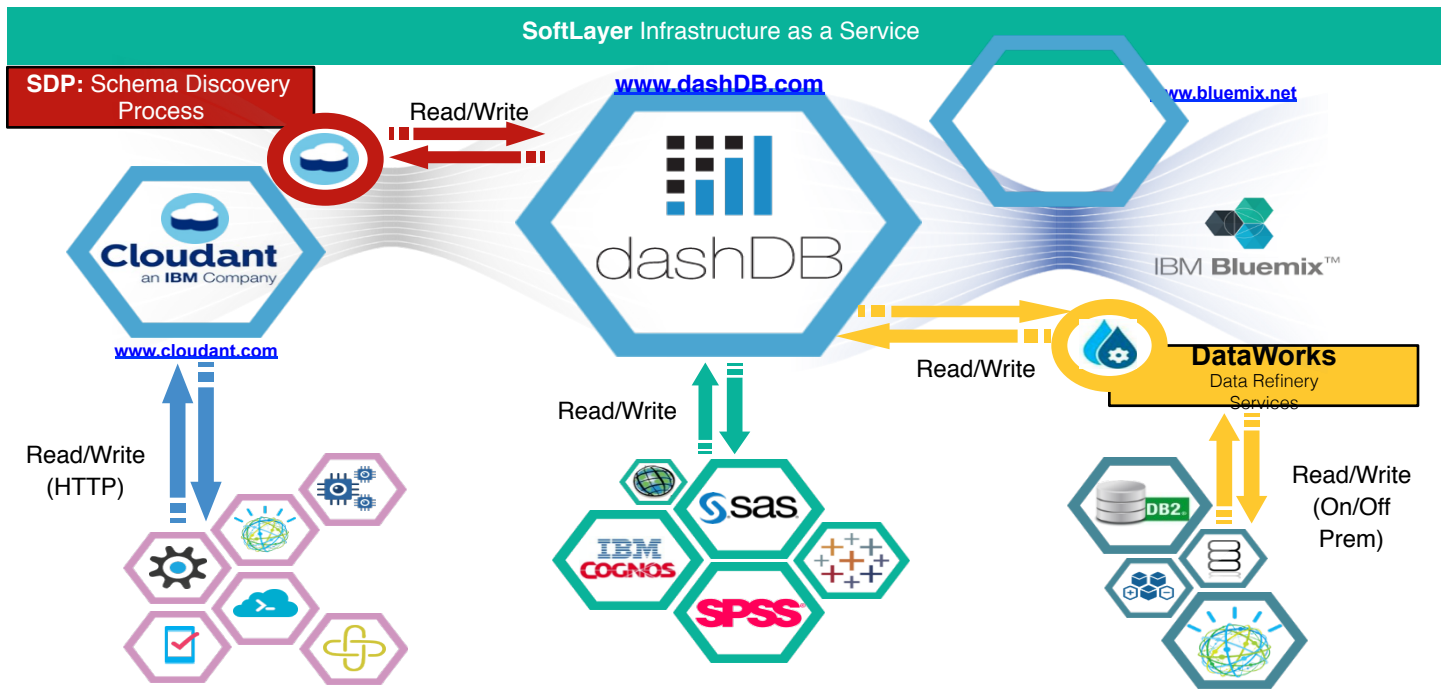 SoftLayer Infrastructure as a Service
SDP: Schema Discovery
Process
Read/Write
www.dashDB.com
www.bluemix.net
Cloudant
an IBM Company
www.cloudant.com
dashDB
IBM Bluemix™
Read/Write
DataWorks
Data Refinery
Services
Read/Write
(HTTP)
Read/Write
sas
IBM
COGNOS
SPSS®
Read/Write
(On/Off
Prem)
DB2